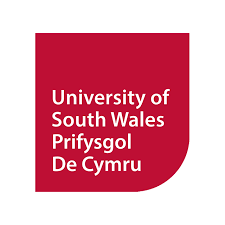 University of
South Wales
Prifysgol
De Cymru